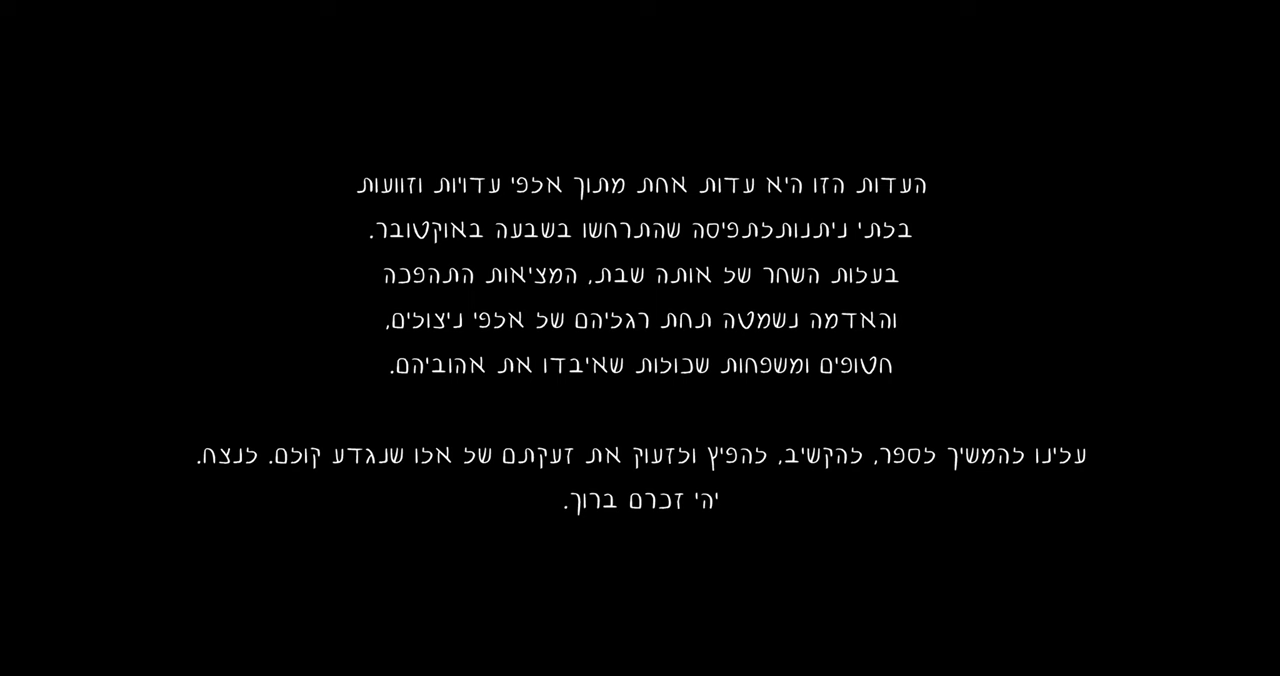 העדות הזו היא עדות אחת מתוך אלפי עדויות וזוועות
בלתי ניתנותלתפיסה שהתרחשו בשבעה באוקטובר.
בעלות השחר של אותה שבת, המציאות התהפכה
והאדמה נשמטה תחת רגליהם של אלפי ניצולים,
חטופים ומשפחות שכולות שאיבדו את אהוביהם.
עלינו להמשיך לספר, להקשיב, להפיץ ולזעוק את זעקתם של אלו שנגדע קולם. לנצח.
יהי זכרם ברוך.